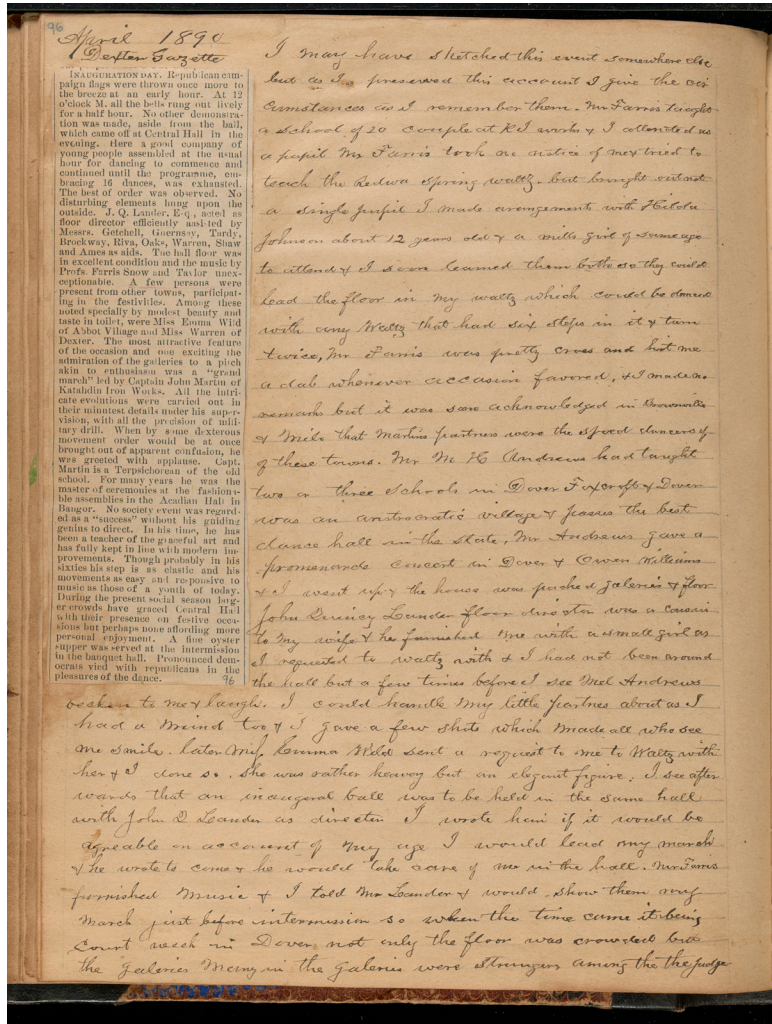 96
April 1890
Dexter Gazette
INAUGURATION DAY. Republican cam-
paign flags were thrown once more to
the breeze at an early hour. At 12
o'clock M. all the bells rung out lively
for a half hour. No other demonstra-
tion was made, aside from the ball,
which came off at Central Hall in the
evening. Here a good company of
young people assembled at the usual
hour for dancing to commence and
continued until the programme, em-
bracing 16 dances, was exhausted.
The best of order was observed. No
disturbing elements hung upon the
outside. J. Q. Lander, Esq., acted as
floor director efficiently assisted by
Messrs. Getchell, Guernsey, Tardy,
Brockway, Riva, Oaks, Warren, Shaw
and Ames as aids. The hall floor was
in excellent condition and the music by
Profs. Farris Snow and Taylor unex-
ceptionable. A few persons were
present from other towns, participat-
ing in the festivities. Among these
noted specially by modest beauty and
taste in toilet, were Miss Emma Wild
of Abbot Village and Miss Warren of
Dexter. The most attractive feature
of the occasion and one exciting the
admiration of the galleries to a pitch
akin to enthusiasm was a "grand
march" led by Captain John Martin of
Katahdin Iron Works. All the intri-
cate evolutions were carried out in
their minutest details under his super-
vision, with all the precision of mili-
tary drill. When by some dexterous
movement order would be at once
brought out of apparent confusion, he
was greeted with applause. Capt.
Martin is a Terpsichorean of the old
school. For many years he was the
master of ceremonies at the fashiona-
ble assemblies in the Acadian Hall in
Bangor. No society event was regard-
ed as a "success" without his guiding
genius to direct. In his time, he has
been a teacher of the graceful art and
has fully kept in line with modern im-
provements. Though probably in his
sixties his step is as elastic and his
movements as easy and responsive to
music as those of a youth of today.
During the present social season larg-
er crowds have graced Central Hall
with their presence on festive occa-
sions but perhaps none affording more
personal enjoyment. A fine oyster
supper was served at the intermission
in the banquet hall. Pronounced dem-
ocrats vied with republicans in the
pleasures of the dance.
96
I may have sketched this event somewhere else
but as I preserved this account I give the cir
cumstances as I remember them. Mr Farris taught
a School of 20 couple at K I works & I attended as
a pupil Mr Farris took no notice of me & tried to
teach the Redwa spring waltz. but brought out not
a single pupil I made arangements with Hilda
Johnson about 12 years old & a mills girl of same age
to attend & I soon learned them both so they could
lead the floor in my waltz which could be danced
with any Waltz that had six steps in it & turn
twice, Mr Farris was pretty cross and hit me
a dab whenever occasion favored, & I made no
remark but it was soon acknowledged in Brownville
& Milo that Martins partners were the spred dancers of
of these towns. Mr M H Andrews had taught
two or three Schools in Dover Foxcroft & Dover
was an aristrocratic village & posses the best
dance hall in the State, Mr Andrews gave a
promenade concert in Dover & Owen Williams
& I went up & the house was packed galeries & floor
John Quincy Lander floor director was a cousin
to my wife & he furnished me with a small girl as
I requested to waltz with & I had not been around
the hall but a few times before I see Mel Andrews
beckon to me & laugh. I could handle my little partner about as I
had a mind too & I gave a few shots which made all who see
me smile. later my Emma Wild sent a request to me to Waltz with
her & I done so. She was rather heavey but an elegant figure. I see after
wards that an inaugeral ball was to be held in the same hall
with John Q Lander as director I wrote him if it would be
agreable on account of my age I would lead my march
& he wrote to come & he would take care of me in the hall. Mr Farris
furnished Music & I told Mr Lander I would show them my
March just before intermission so when the time came it being
Court week in Dover not only the floor was crowded but
the galeries Many in the Galeries were Strangers among the the judge